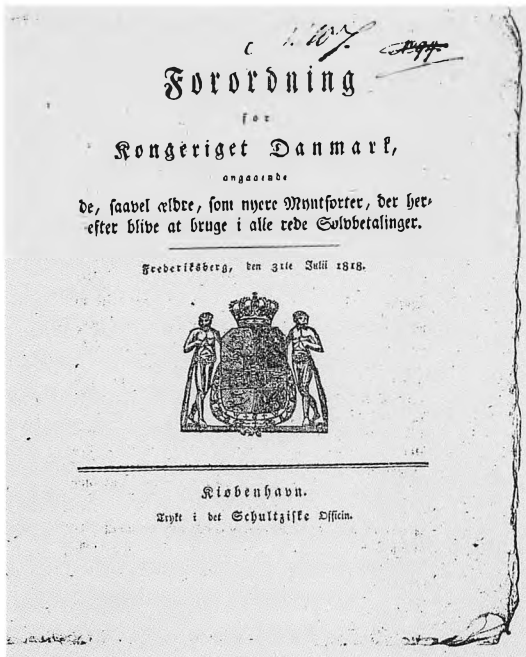 C
107.
Forordning
for
Kongeriget Danmark,
angaaende
de, saavel ældre, som nyere Myntsorter, der her-
efter blive at bruge i alle rede Sølvbetalinger.
Frederiksberg, den 31te Julii 1818.
Kiøbenhavn.
Trykt i det Schultziske Officin.